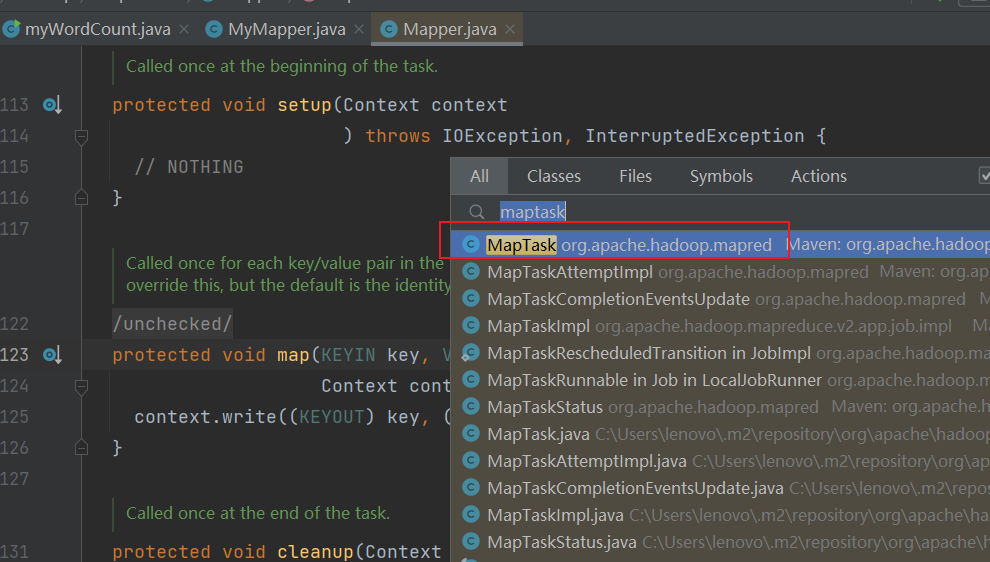 myWordCount.java × MyMapper.java × Mapper.java ×
Called once at the beginning of the task.
113 protected void setup(Context context
114 ) throws IOException, InterruptedException {
115 // NOTHING
116 }
117
Called once for each key/value pair in the
override this, but the default is the identity
122 /unchecked/
123 protected void map(KEYIN key, V
124 Context cont
125 context.write((KEYOUT) key, (
126 }
127
Called once at the end of the task.
131 protected void cleanup(Context
All Classes Files Symbols Actions
maptask
MapTask org.apache.hadoop.mapred Maven: org.apache.hadoop
MapTaskAttemptImpl org.apache.hadoop.mapred Maven: org.ap
MapTaskCompletionEventsUpdate org.apache.hadoop.mapred M
MapTaskImpl org.apache.hadoop.mapreduce.v2.app.job.impl M
MapTaskRescheduledTransition in JobImpl org.apache.hadoop.ma
MapTaskRunnable in Job in LocalJobRunner org.apache.hadoop.m
MapTaskStatus org.apache.hadoop.mapred Maven: org.apache.h
MapTask.java C:\Users\lenovo\.m2\repository\org\apache\hadoop
MapTaskAttemptImpl.java C:\Users\lenovo\.m2\repository\org\ap
MapTaskCompletionEventsUpdate.java C:\Users\lenovo\.m2\repos
MapTaskImpl.java C:\Users\lenovo\.m2\repository\org\apache\ha
MapTaskStatus.java C:\Users\lenovo\.m2\repository\org\apache\h